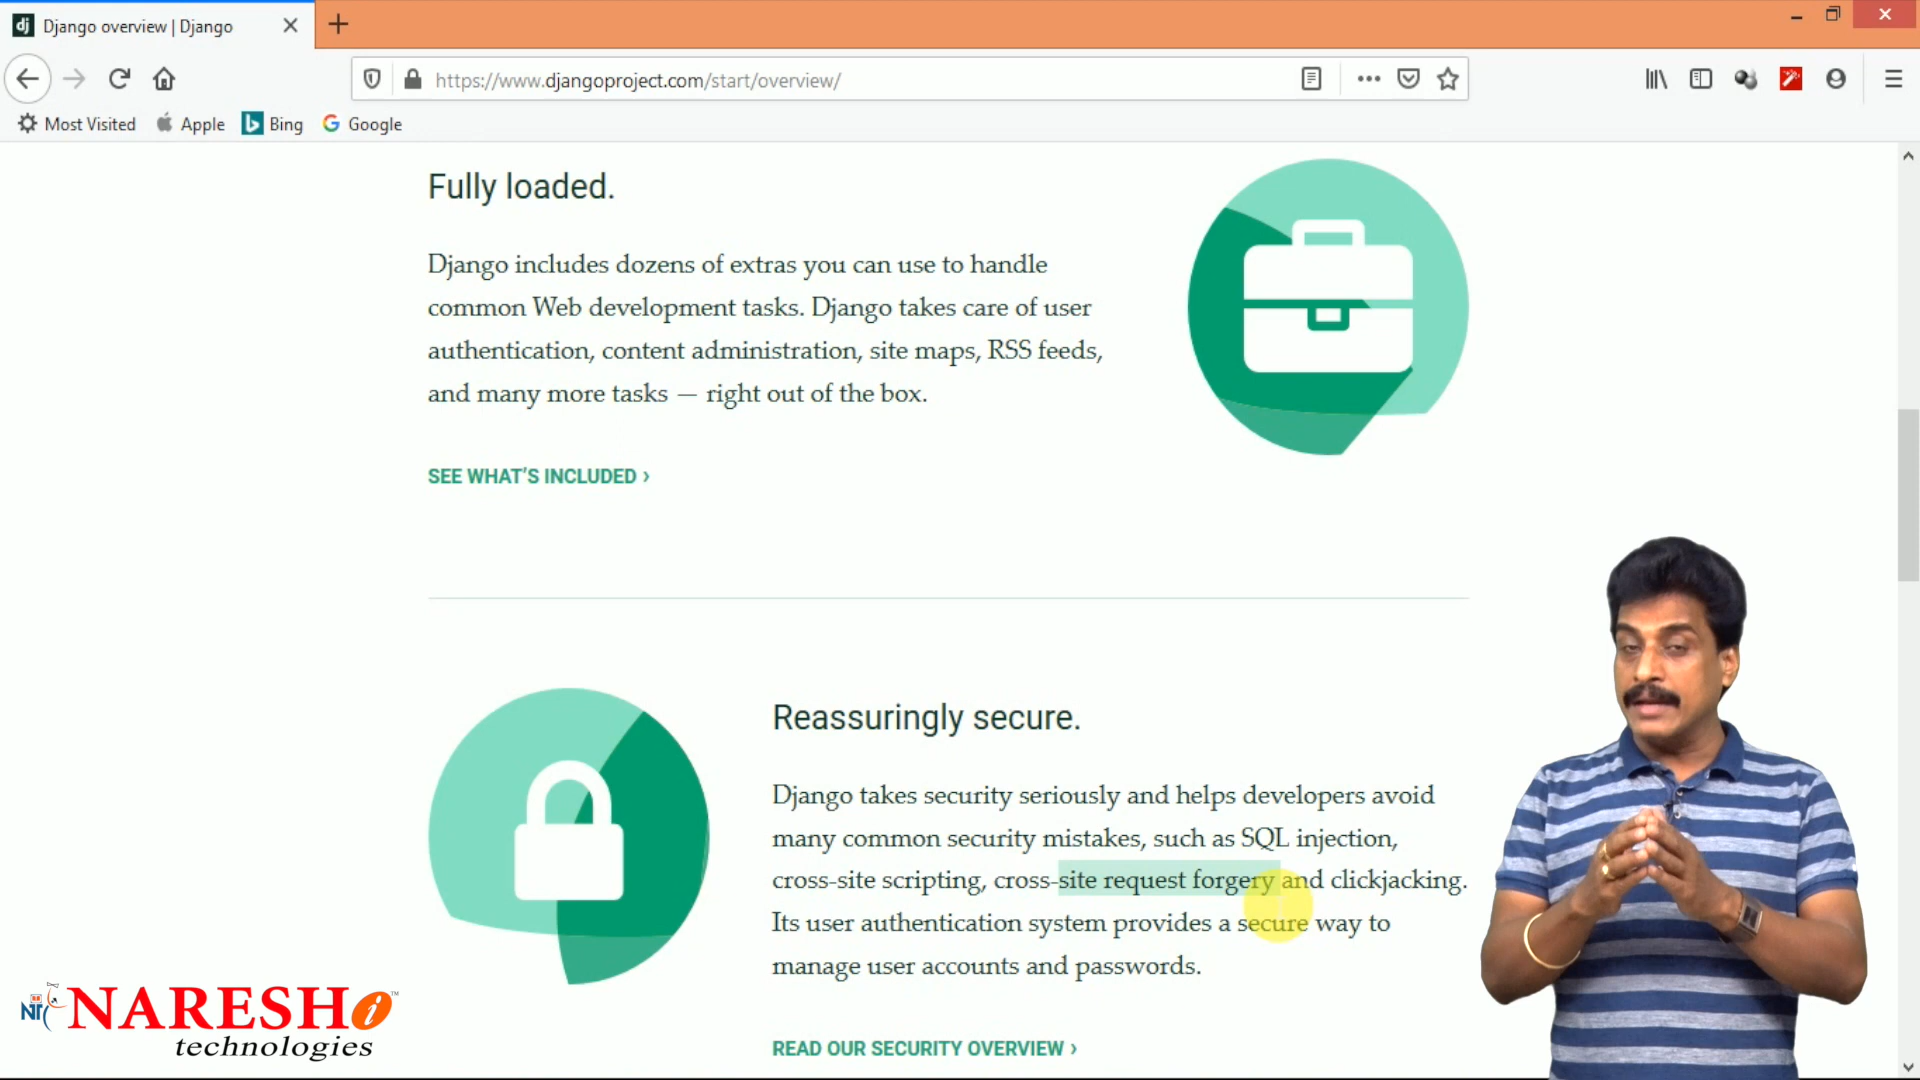 dj Django overview | Django
https://www.djangoproject.com/start/overview/
Most Visited Apple Bing Google
Fully loaded.
Django includes dozens of extras you can use to handle
common Web development tasks. Django takes care of user
authentication, content administration, site maps, RSS feeds,
and many more tasks — right out of the box.
SEE WHAT'S INCLUDED ›
Reassuringly secure.
Django takes security seriously and helps developers avoid
many common security mistakes, such as SQL injection,
cross-site scripting, cross-site request forgery and clickjacking.
Its user authentication system provides a secure way to
manage user accounts and passwords.
READ OUR SECURITY OVERVIEW ›
NARESH i ™
technologies